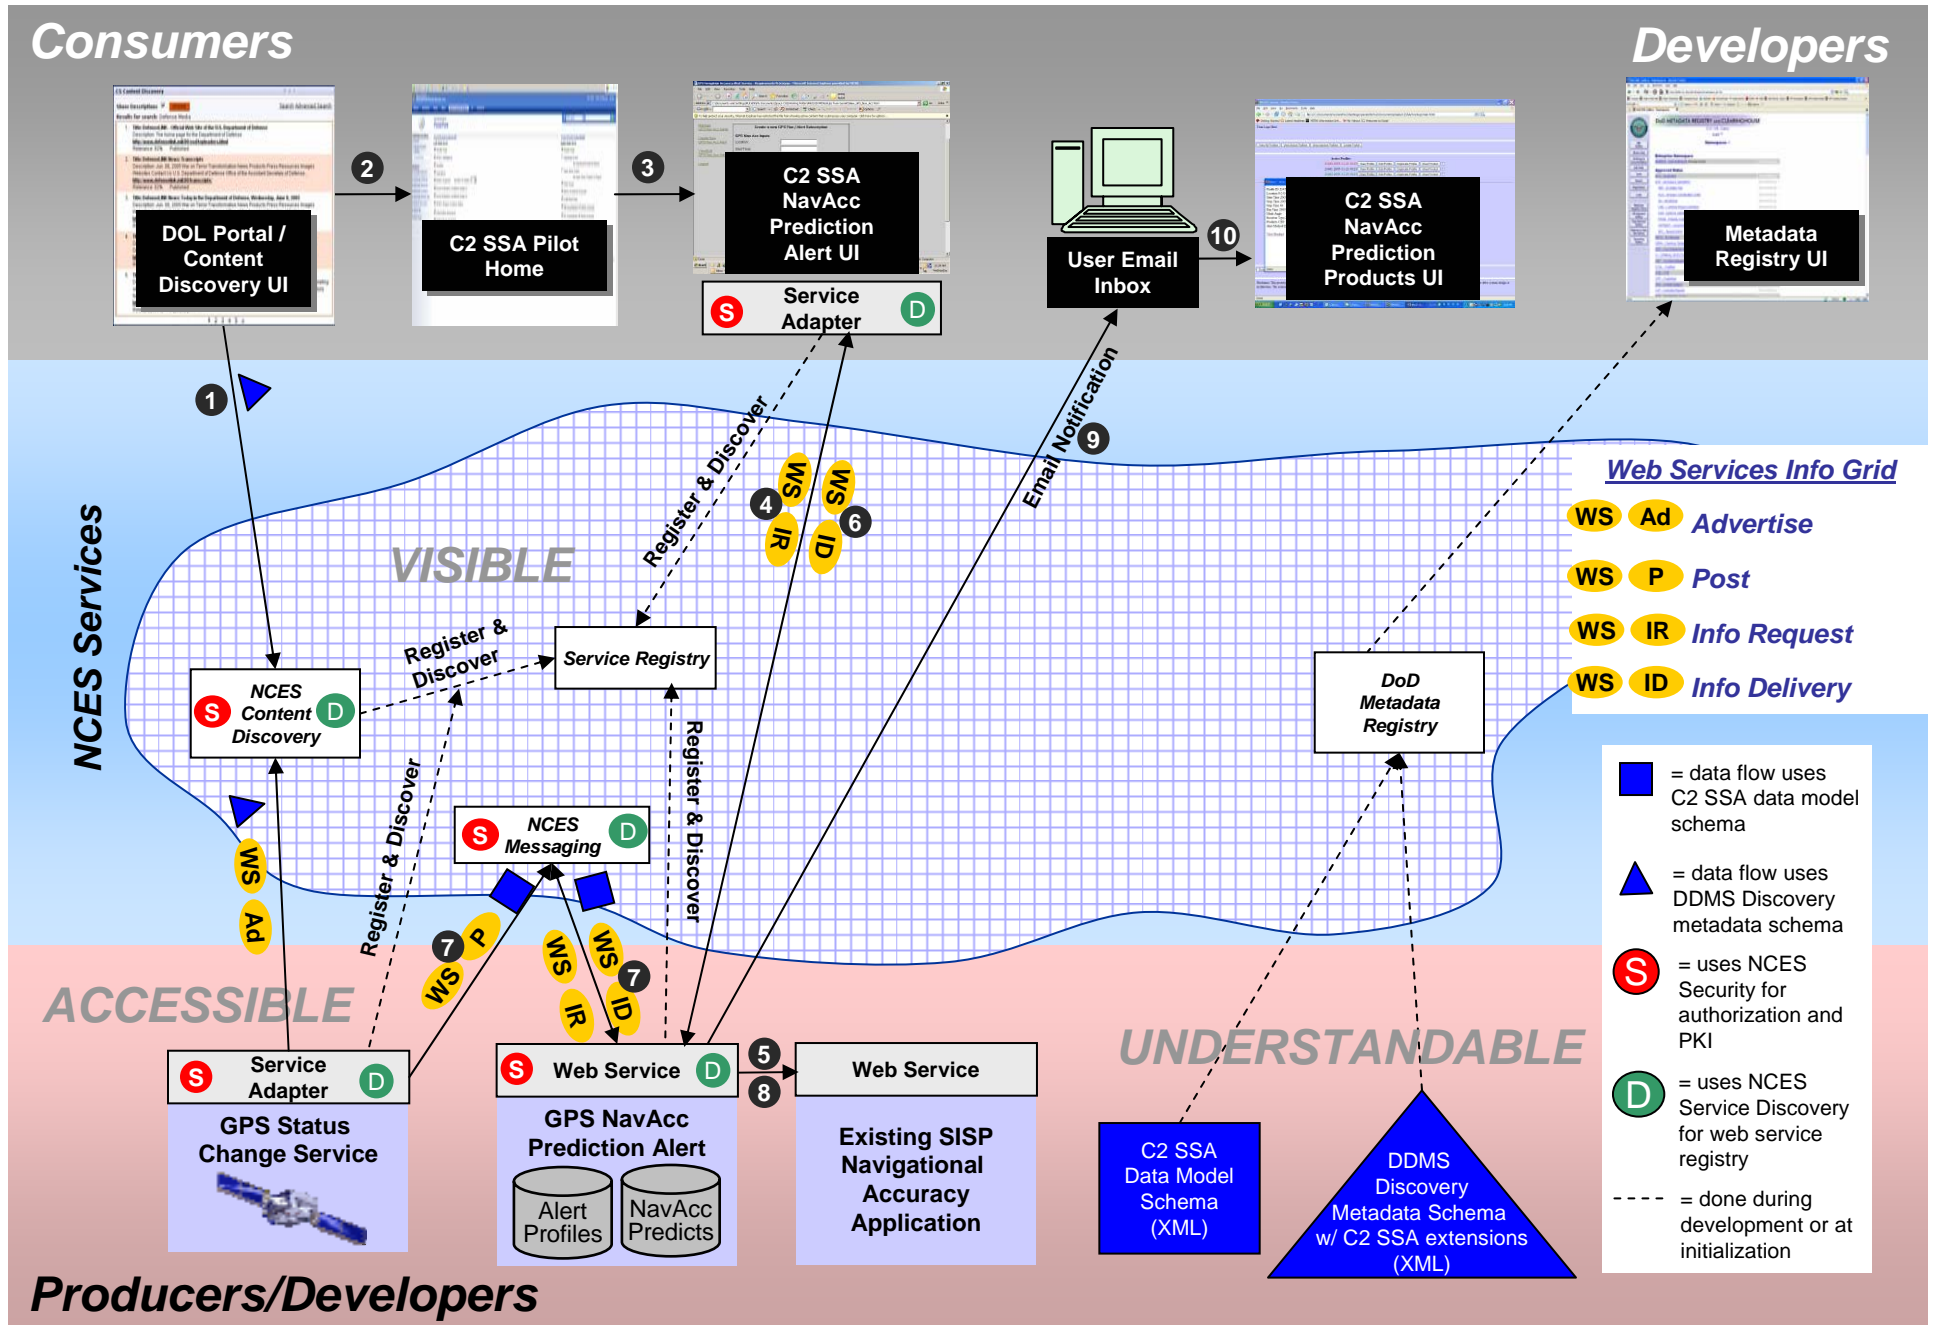 Consumers
Developers
CS Content Discovery
DOL Portal /
Content
Discovery UI
2
C2 SSA Pilot
Home
3
C2 SSA
NavAcc
Prediction
Alert UI
Service
Adapter
S
D
User Email
Inbox
10
C2 SSA
NavAcc
Prediction
Products UI
DoD METADATA REGISTRY and CLEARINGHOUSE
Metadata
Registry UI
1
Register & Discover
WS
4
IR
WS
6
ID
Email Notification
9
NCES Services
VISIBLE
Register &
Discover
Service Registry
S
NCES
Content
Discovery
D
DoD
Metadata
Registry
Web Services Info Grid
WS Ad Advertise
WS P Post
WS IR Info Request
WS ID Info Delivery
Register & Discover
Register & Discover
S
NCES
Messaging
D
WS
Ad
7
WS
P
WS
IR
WS
7
ID
= data flow uses
C2 SSA data model
schema
= data flow uses
DDMS Discovery
metadata schema
S
= uses NCES
Security for
authorization and
PKI
D
= uses NCES
Service Discovery
for web service
registry
= done during
development or at
initialization
ACCESSIBLE
UNDERSTANDABLE
S
Service
Adapter
D
GPS Status
Change Service
S
Web Service
D
GPS NavAcc
Prediction Alert
Alert
Profiles
NavAcc
Predicts
5
8
Web Service
Existing SISP
Navigational
Accuracy
Application
C2 SSA
Data Model
Schema
(XML)
DDMS
Discovery
Metadata Schema
w/ C2 SSA extensions
(XML)
Producers/Developers